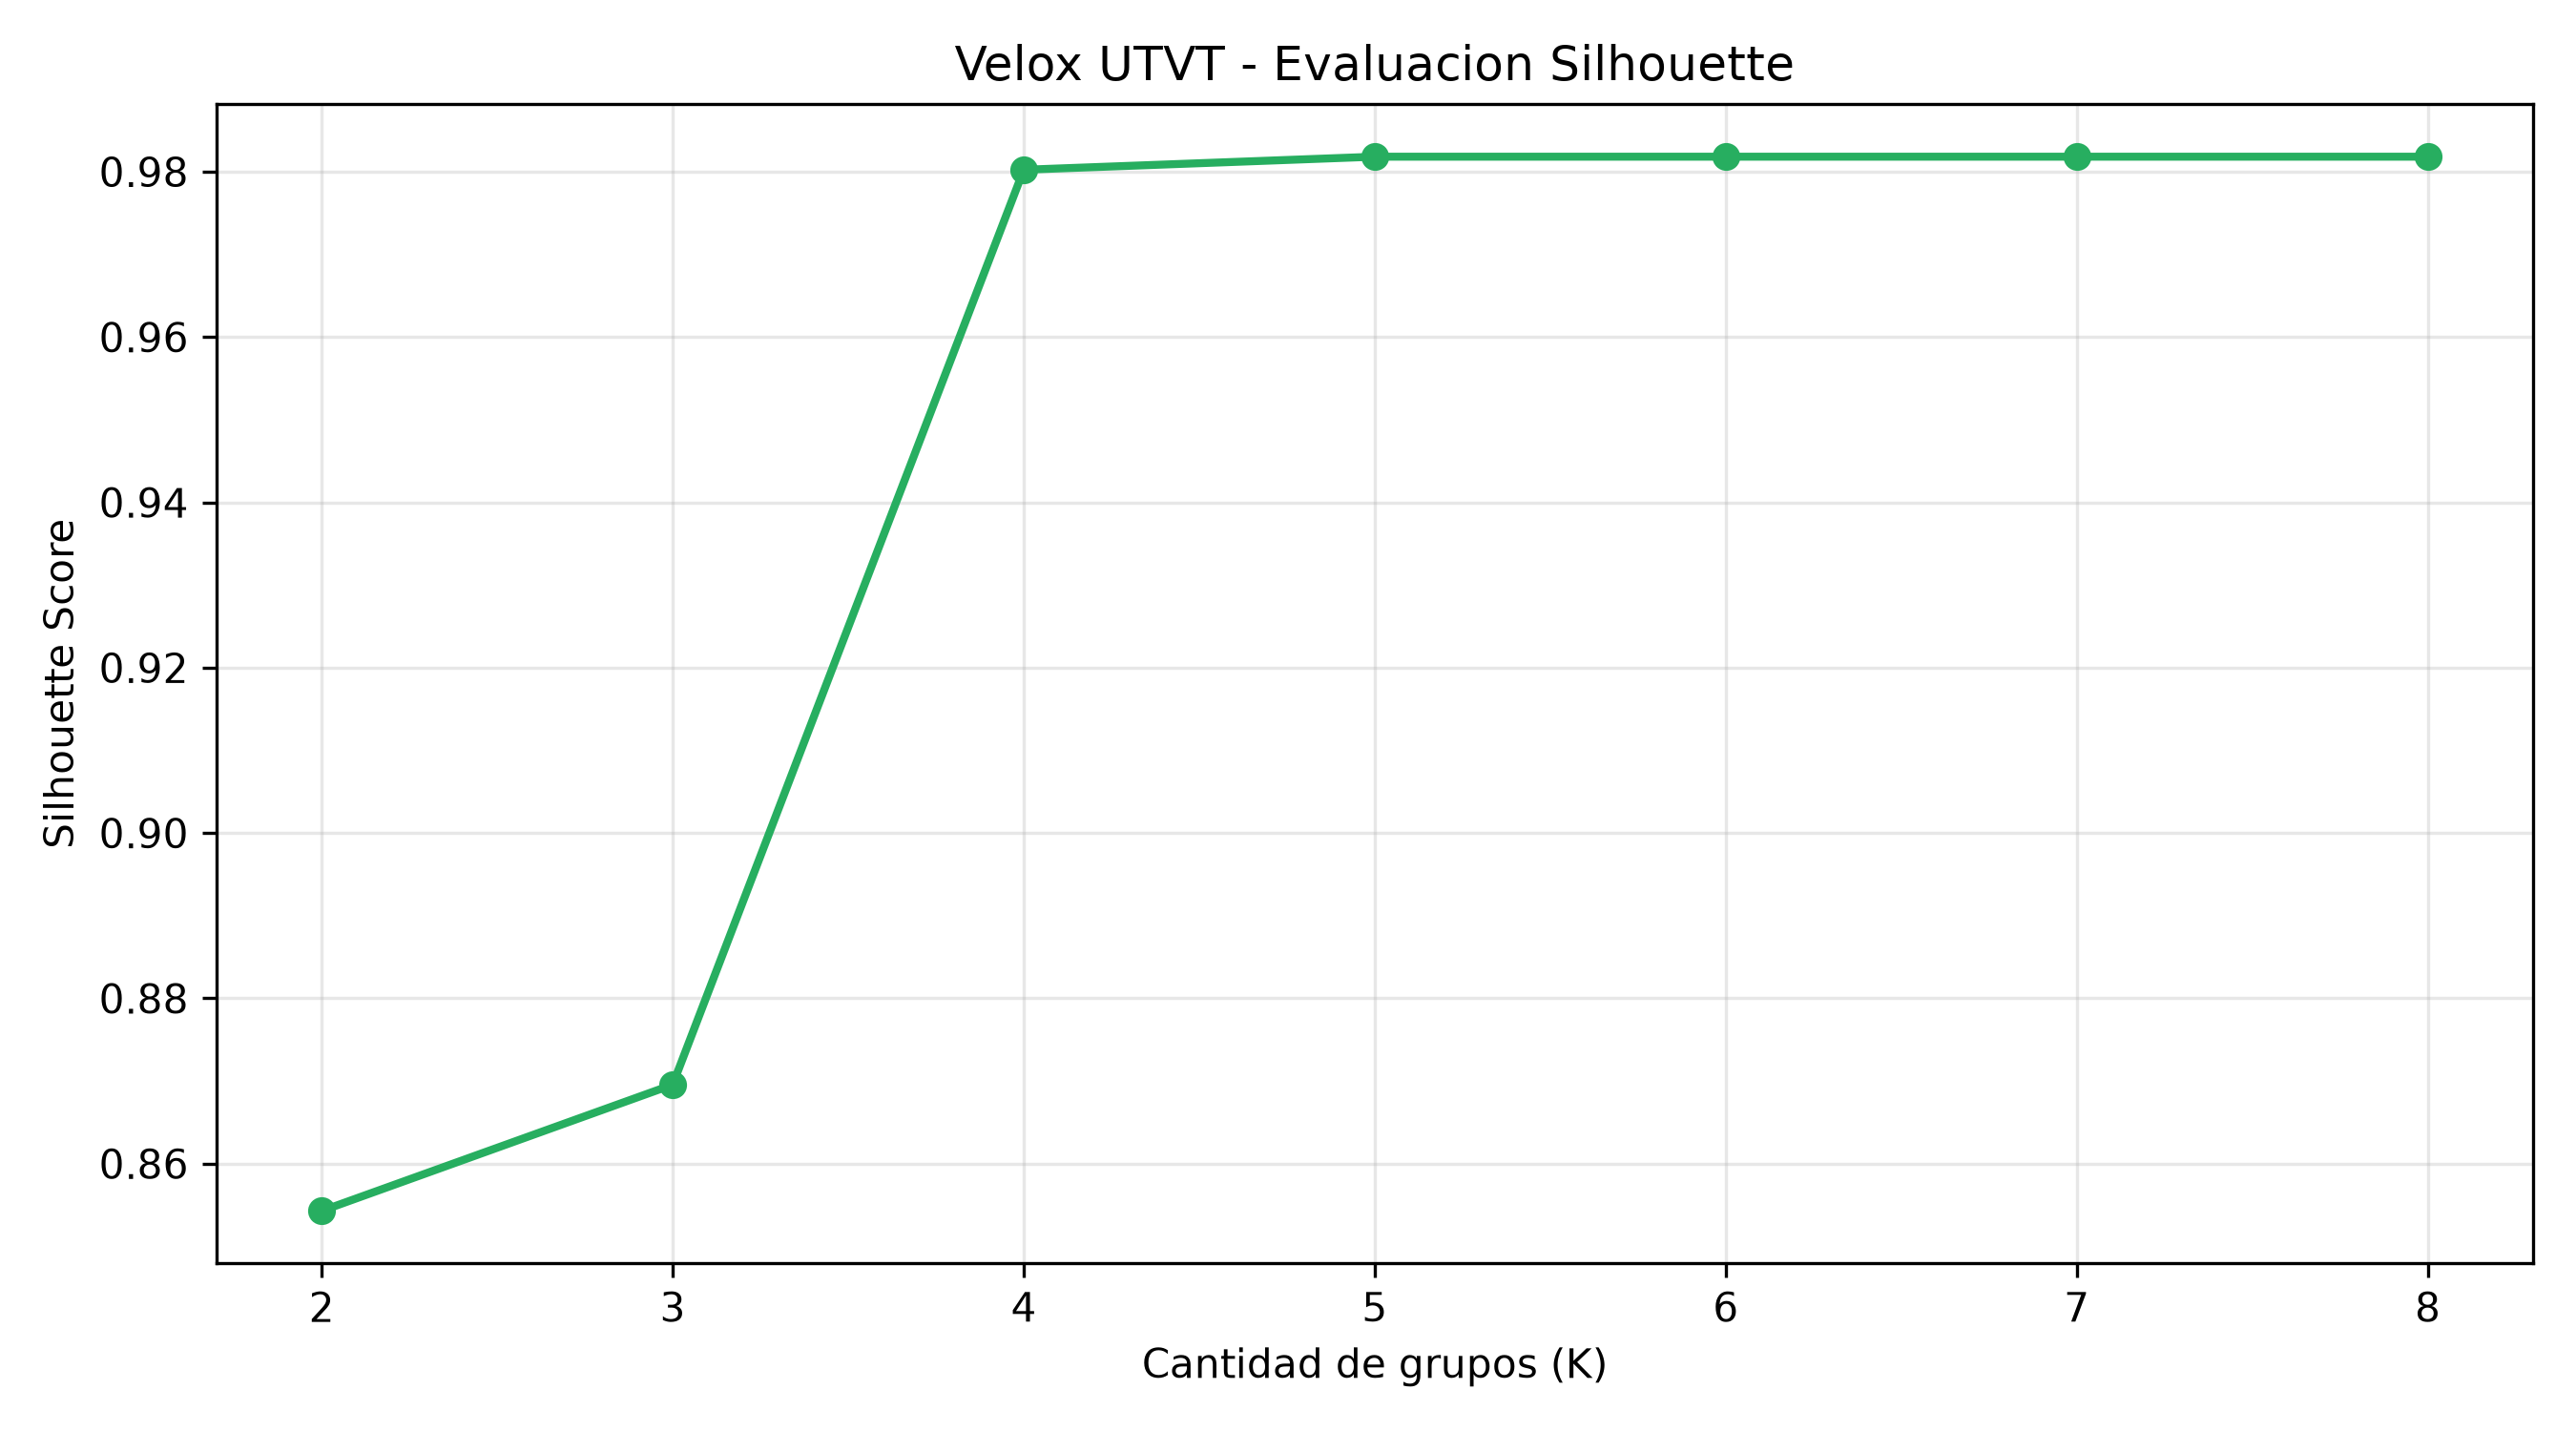 Velox UTVT - Evaluacion Silhouette
Silhouette Score
0.98
0.96
0.94
0.92
0.90
0.88
0.86
2 3 4 5 6 7 8
Cantidad de grupos (K)